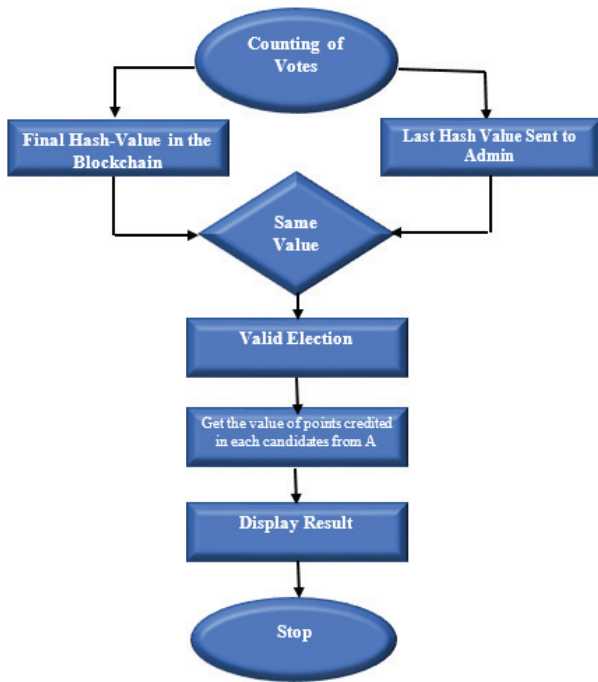 Counting of
Votes
Final Hash-Value in the
Blockchain
Last Hash Value Sent to
Admin
Same
Value
Valid Election
Get the value of points credited
in each candidates from A
Display Result
Stop